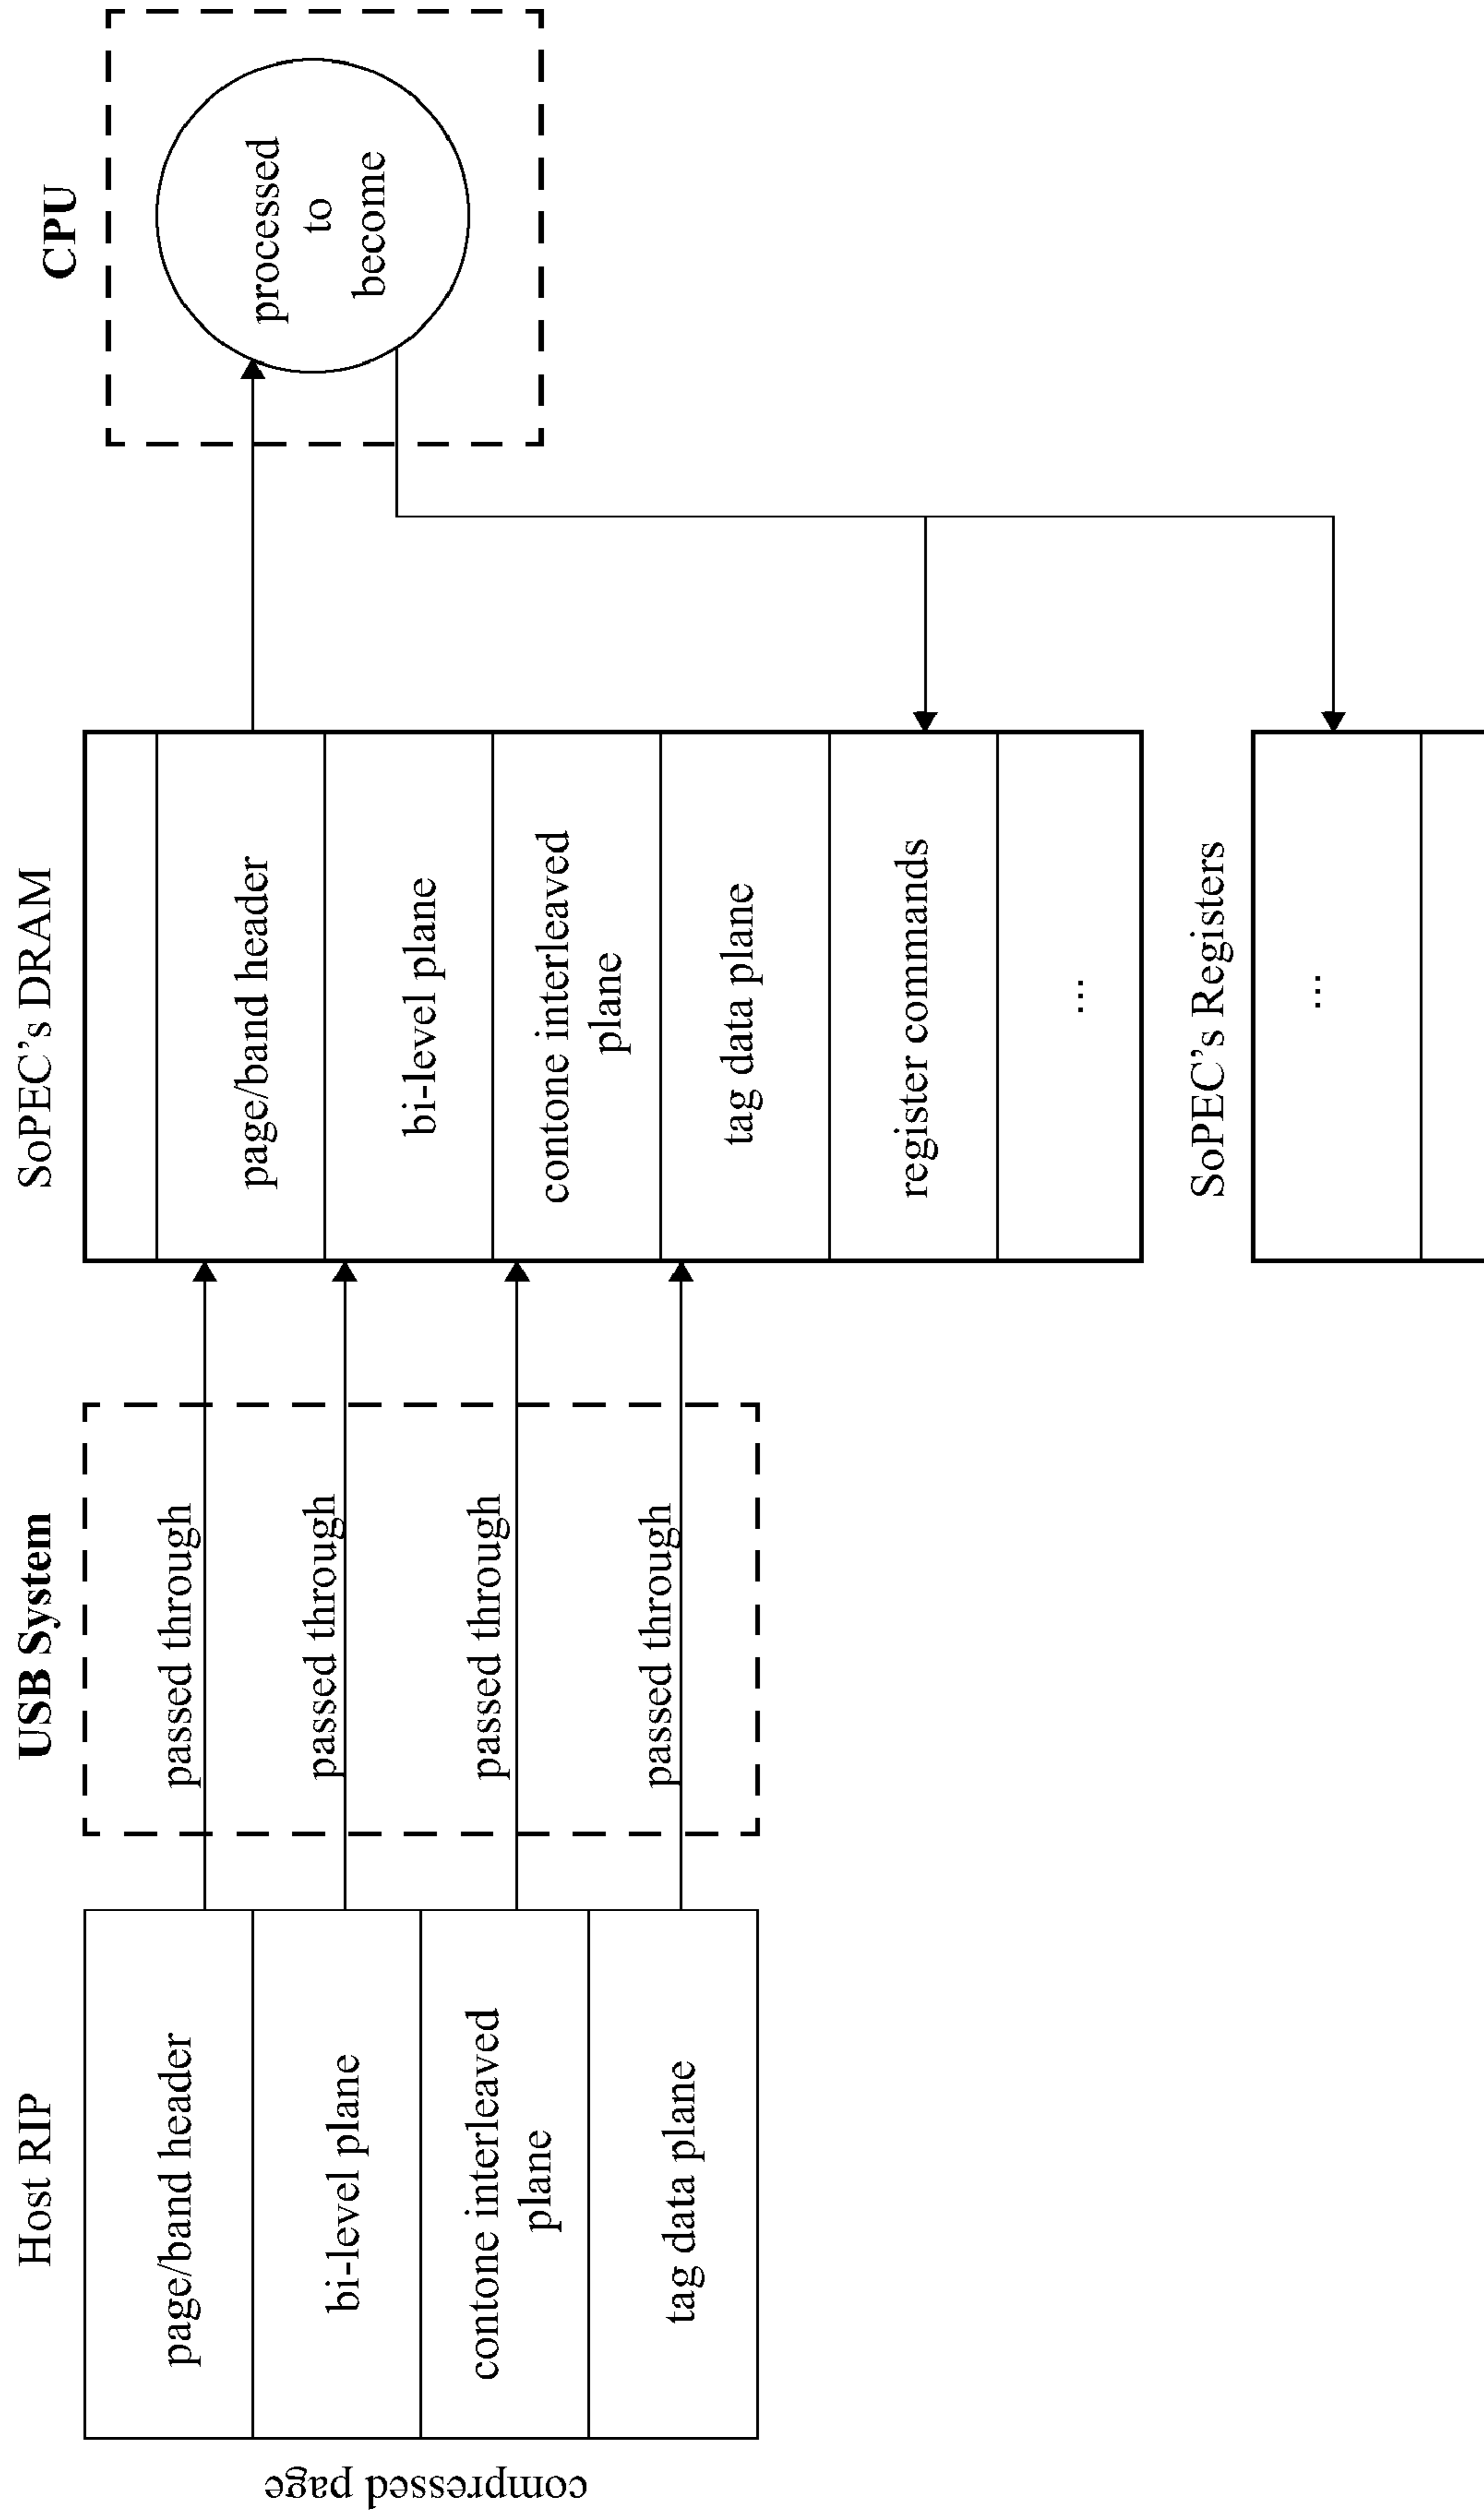 Host RIP
compressed page
page/band header
bi-level plane
contone interleaved
plane
tag data plane
USB System
passed through
passed through
passed through
passed through
SoPEC's DRAM
page/band header
bi-level plane
contone interleaved
plane
tag data plane
register commands
...
CPU
processed
to
become
SoPEC's Registers
...